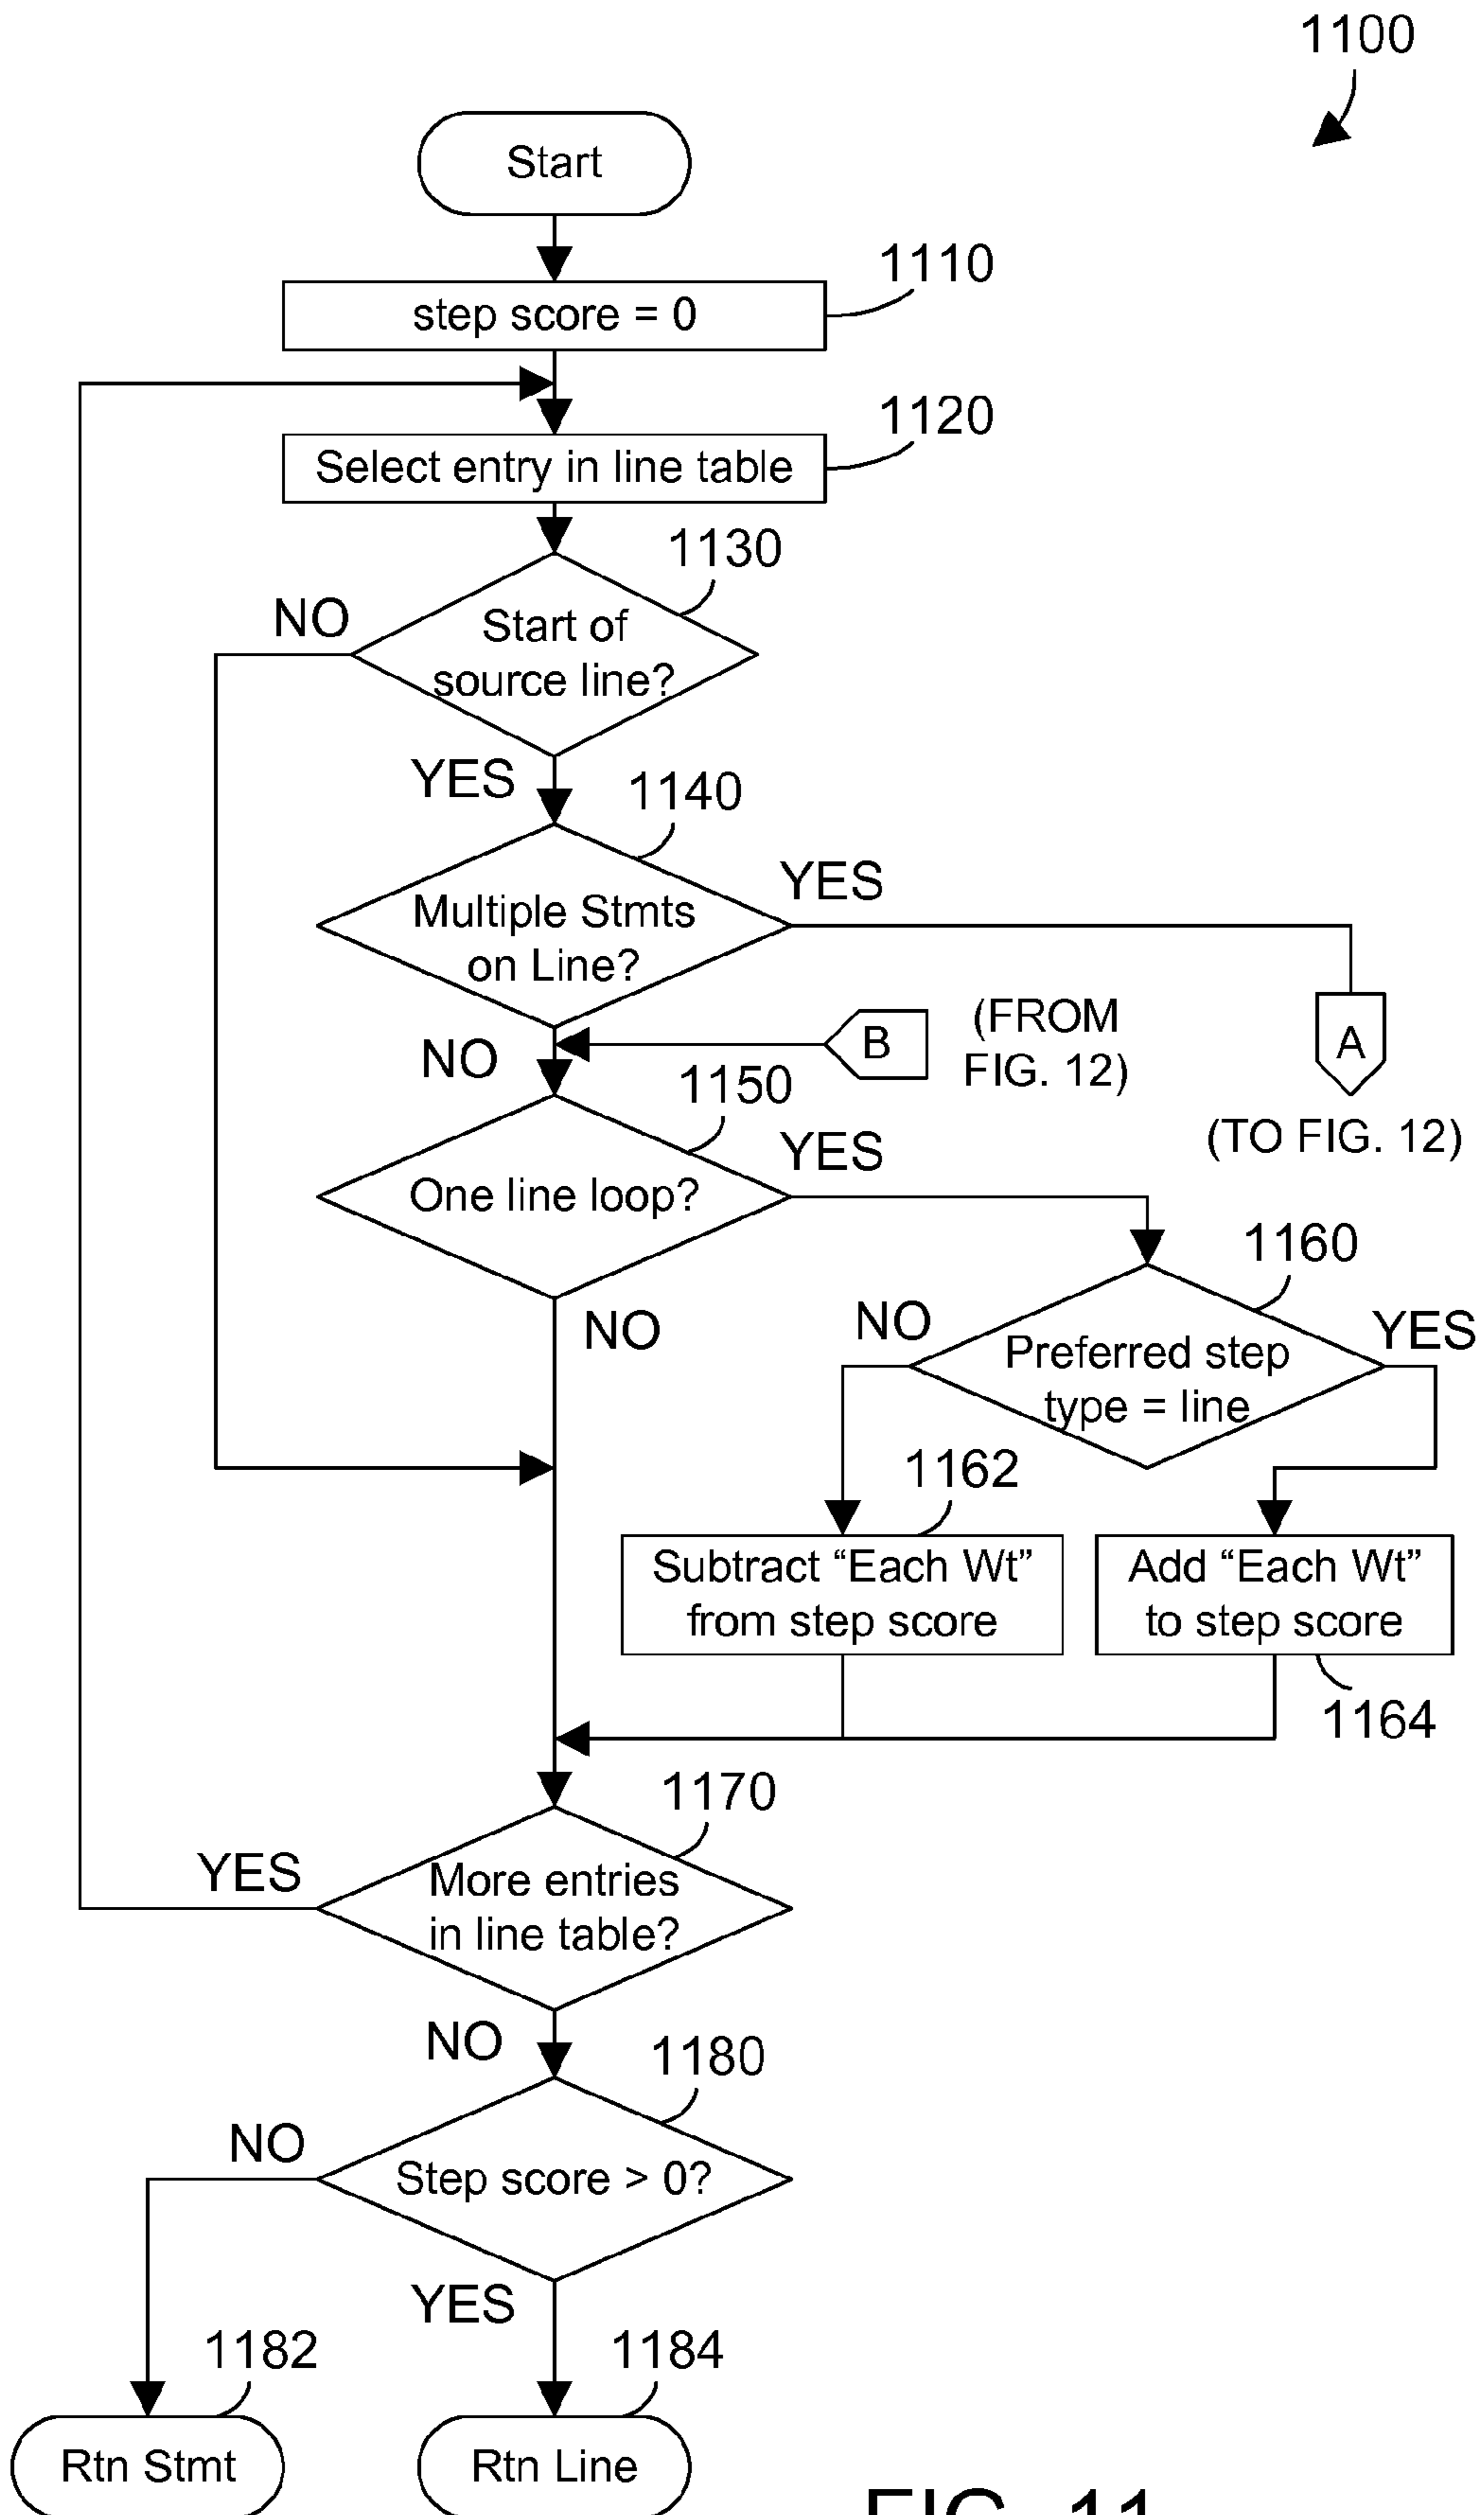 1100
Start
1110
step score = 0
1120
Select entry in line table
1130
NO
Start of
source line?
YES
1140
YES
Multiple Stmts
on Line?
B
(FROM
FIG. 12)
A
NO
1150
YES
(TO FIG. 12)
One line loop?
1160
NO
NO
YES
Preferred step
type = line
1162
Subtract “Each Wt”
from step score
Add “Each Wt”
to step score
1164
1170
YES
More entries
in line table?
NO
1180
NO
Step score > 0?
YES
1182
1184
Rtn Stmt
Rtn Line
FIG. 11